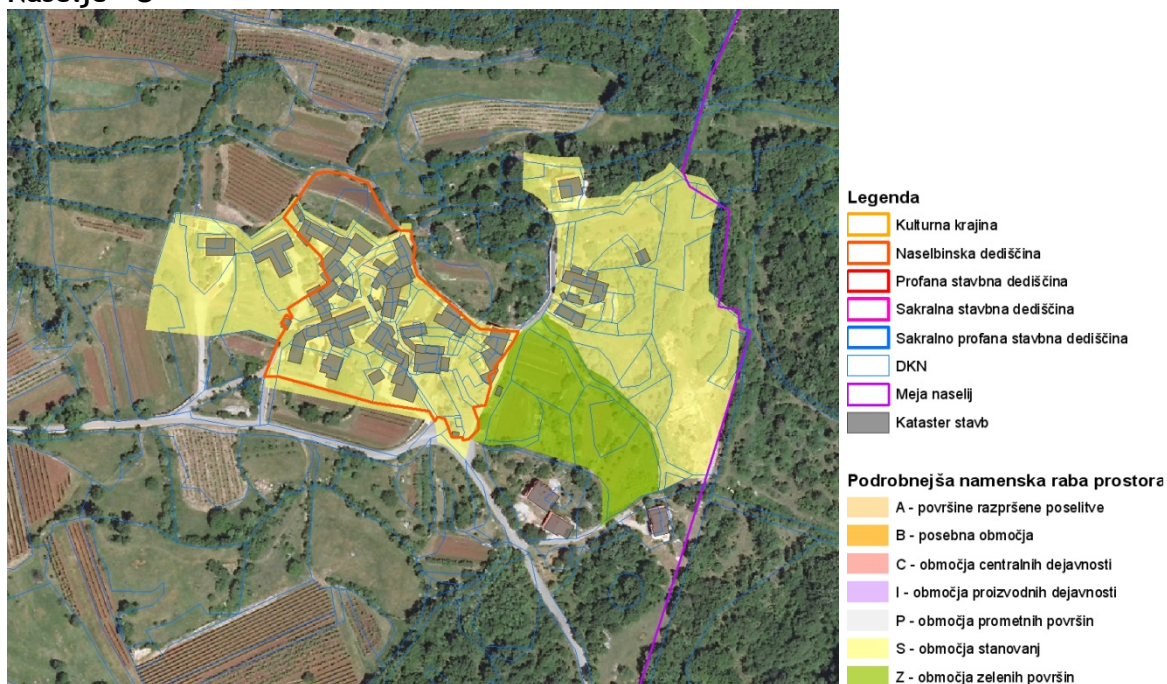 Legenda
Kulturna krajina
Naselbinska dediščina
Profana stavbna dediščina
Sakralna stavbna dediščina
Sakralno profana stavbna dediščina
DKN
Meja naselij
Kataster stavb
Podrobnejša namenska raba prostora
A - površine razpršene poselitve
B - posebna območja
C - območja centralnih dejavnosti
I - območja proizvodnih dejavnosti
P - območja prometnih površin
S - območja stanovanj
Z - območja zelenih površin